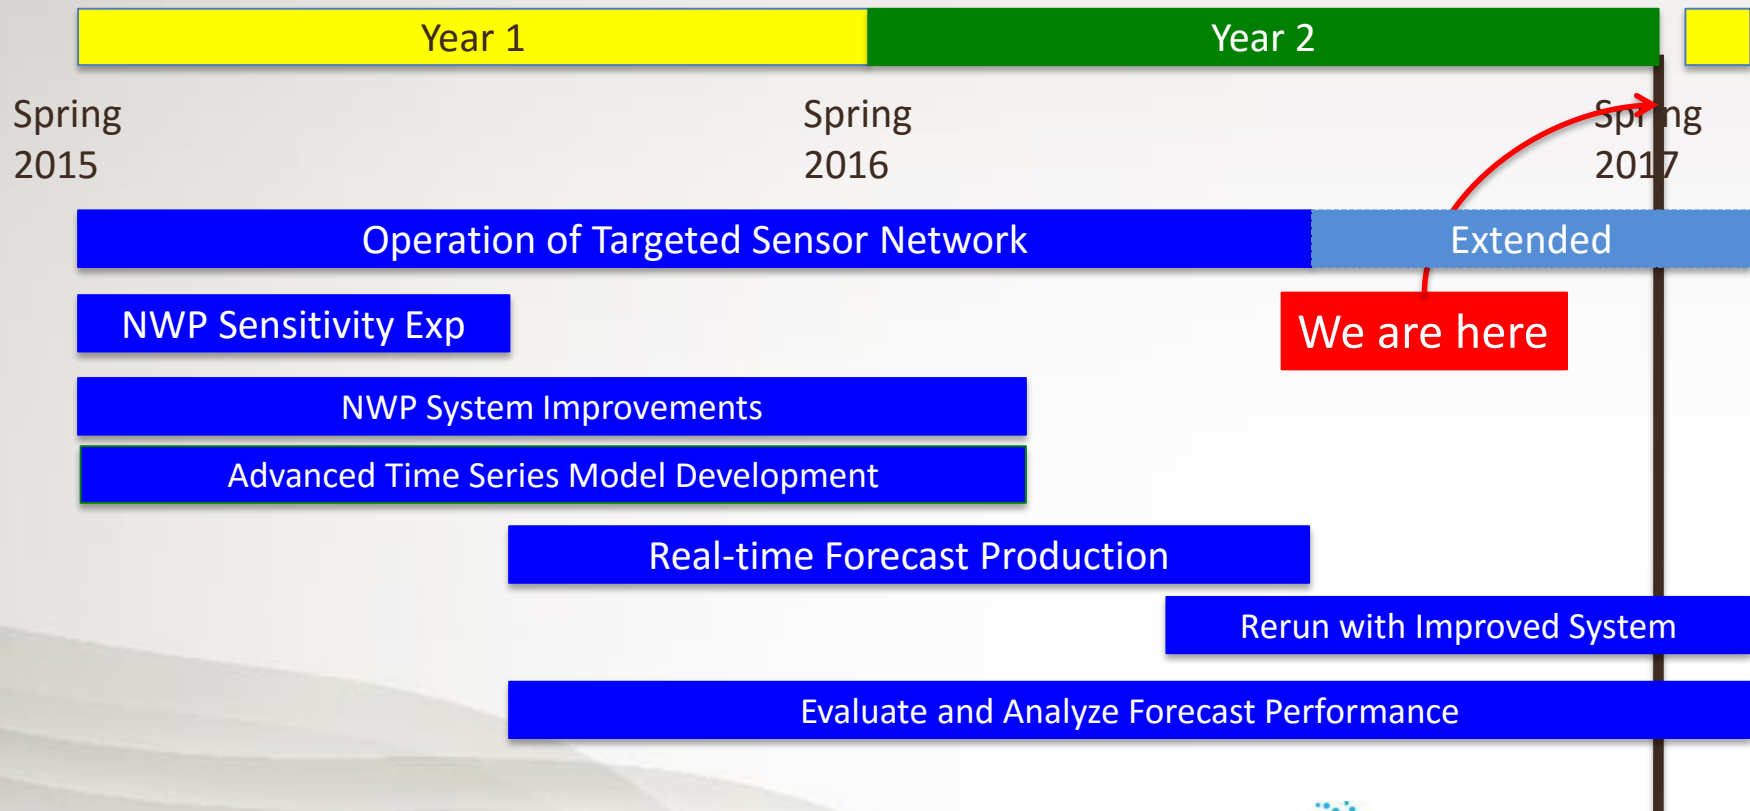 Year 1
Year 2
Spring
2015
Spring
2016
Spring
2017
Operation of Targeted Sensor Network
Extended
NWP Sensitivity Exp
We are here
NWP System Improvements
Advanced Time Series Model Development
Real-time Forecast Production
Rerun with Improved System
Evaluate and Analyze Forecast Performance